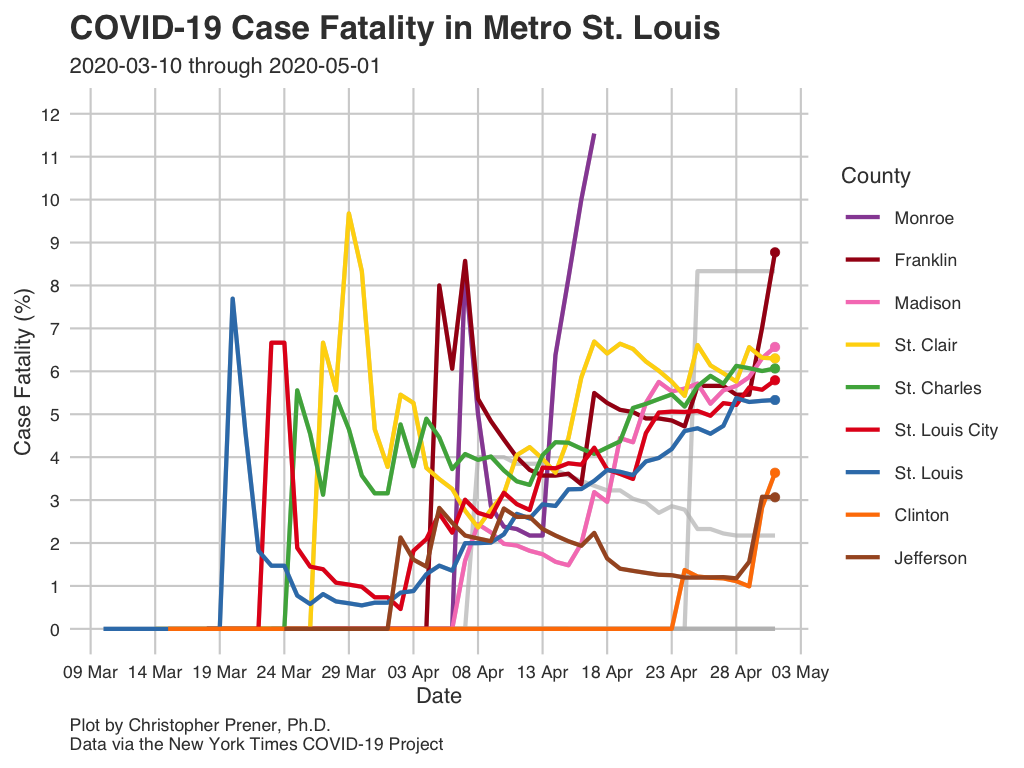 COVID-19 Case Fatality in Metro St. Louis
2020-03-10 through 2020-05-01
Case Fatality (%)
12
11
10
9
8
7
6
5
4
3
2
1
0
09 Mar 14 Mar 19 Mar 24 Mar 29 Mar 03 Apr 08 Apr 13 Apr 18 Apr 23 Apr 28 Apr 03 May
Date
County
Monroe
Franklin
Madison
St. Clair
St. Charles
St. Louis City
St. Louis
Clinton
Jefferson
Plot by Christopher Prener, Ph.D.
Data via the New York Times COVID-19 Project